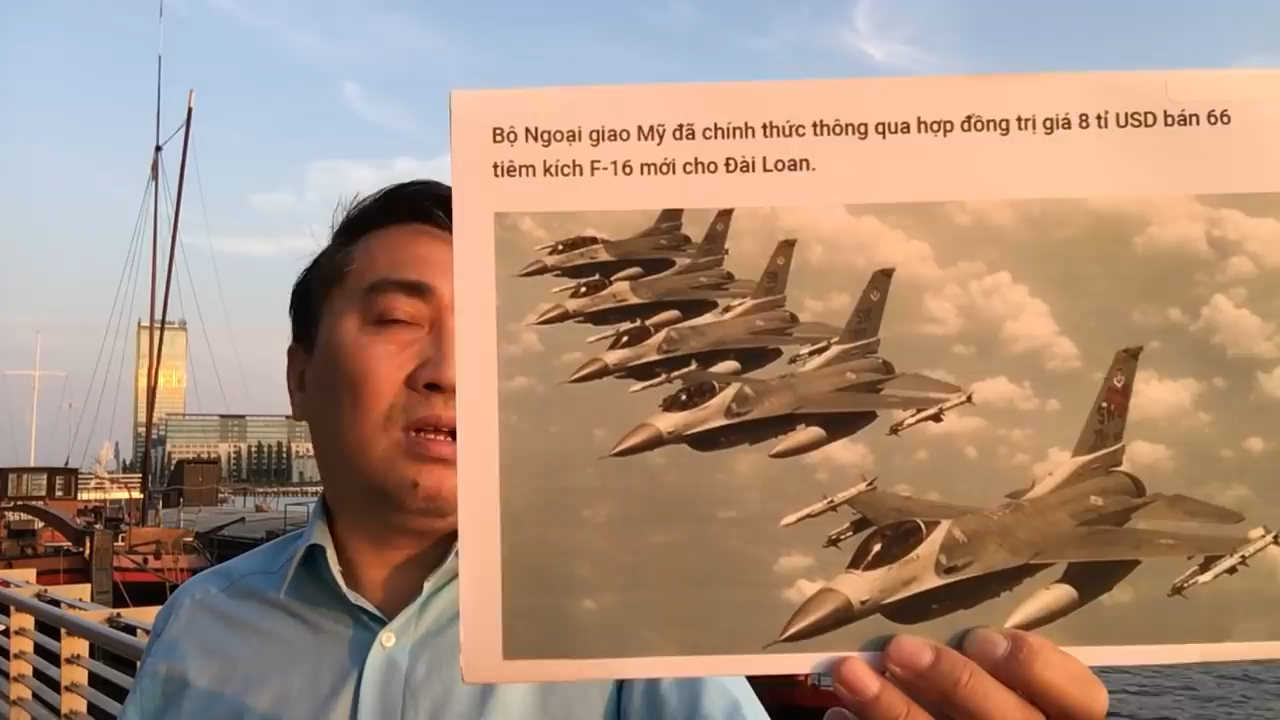 Bộ Ngoại giao Mỹ đã chính thức thông qua hợp đồng trị giá 8 tỉ USD bán 66
tiêm kích F-16 mới cho Đài Loan.
SW